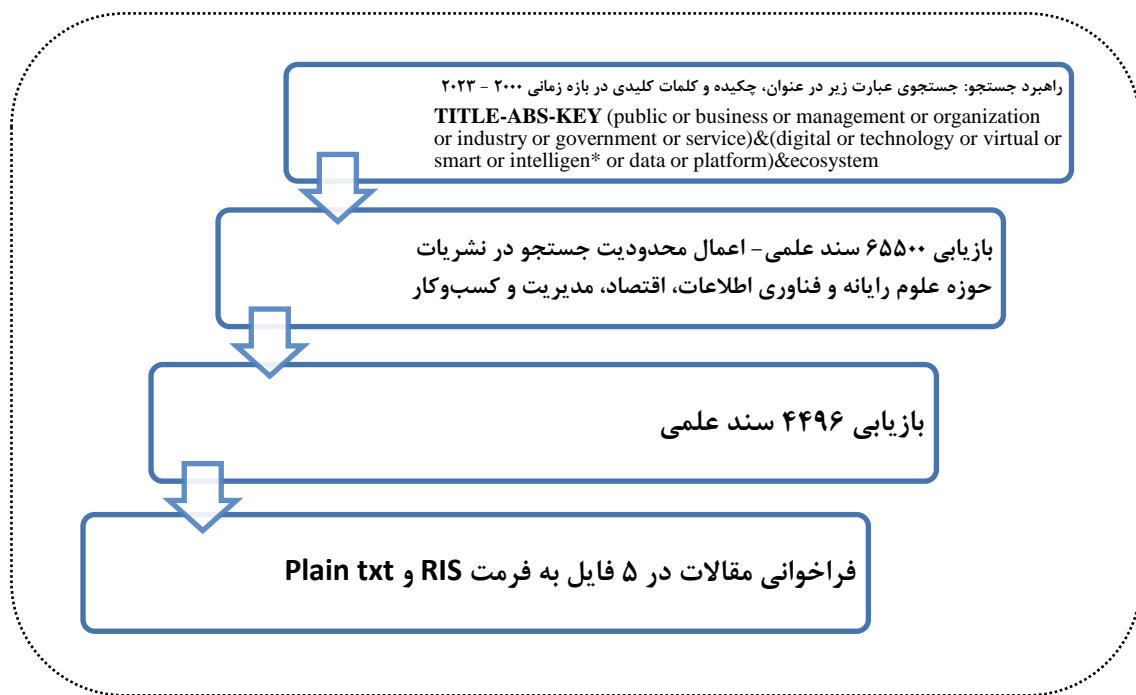 راهبرد جستجو: جستجوی عبارت زیر در عنوان، چکیده و کلمات کلیدی در بازه زمانی ۲۰۰۰ - ۲۰۲۳
TITLE-ABS-KEY (public or business or management or organization
or industry or government or service)&(digital or technology or virtual or
smart or intelligen* or data or platform)&ecosystem
بازیابی ۶۵۵۰۰ سند علمی- اعمال محدودیت جستجو در نشریات
حوزه علوم رایانه و فناوری اطلاعات، اقتصاد، مدیریت و کسب‌وکار
بازیابی ۴۴۹۶ سند علمی
فراخوانی مقالات در ۵ فایل به فرمت RIS و Plain txt